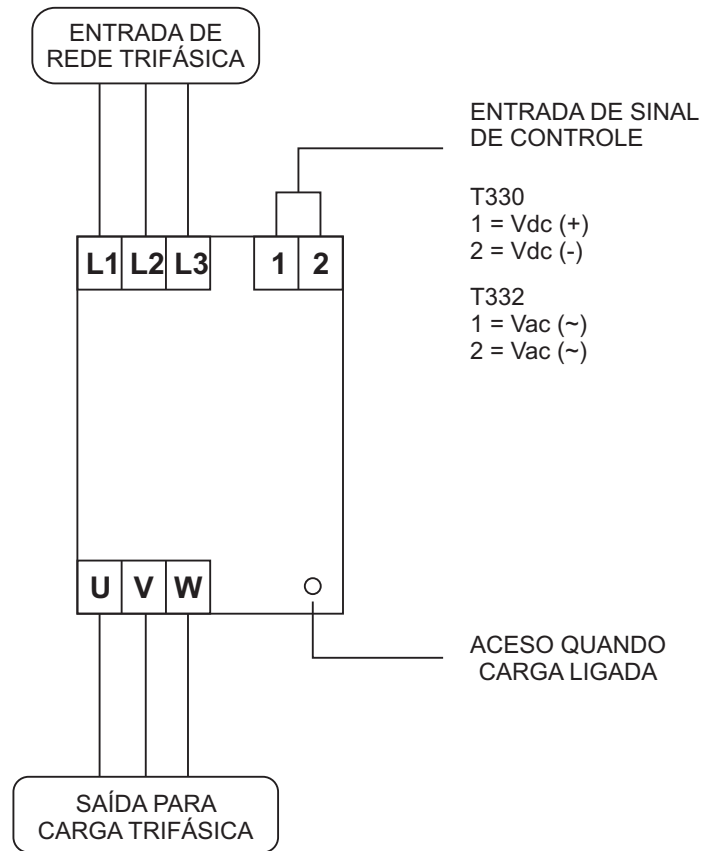 ENTRADA DE
REDE TRIFÁSICA
ENTRADA DE SINAL
DE CONTROLE
T330
1 = Vdc (+)
2 = Vdc (-)
T332
1 = Vac (~)
2 = Vac (~)
L1 L2 L3 1 2
U V W
ACESO QUANDO
CARGA LIGADA
SAÍDA PARA
CARGA TRIFÁSICA